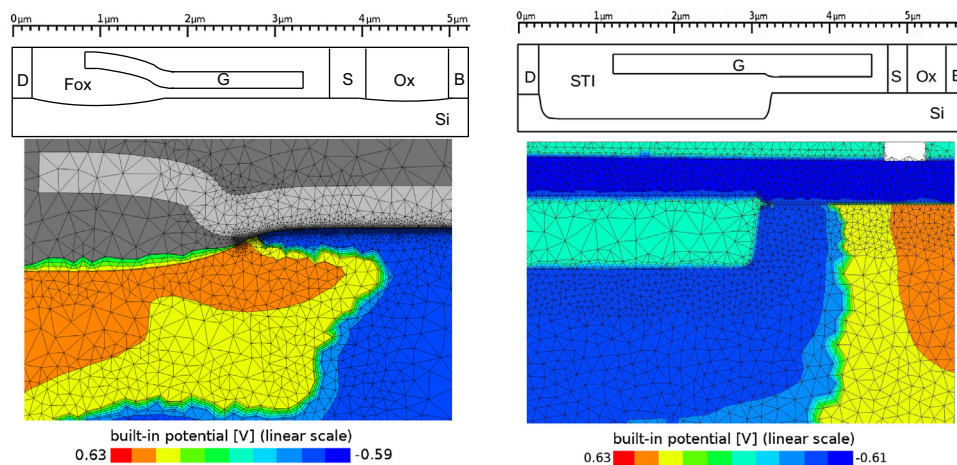 0µm 1µm 2µm 3µm 4µm 5µm
D Fox G S Ox B
Si
built-in potential [V] (linear scale)
0.63 -0.59
0µm 1µm 2µm 3µm 4µm 5µm
D STI G S Ox B
Si
built-in potential [V] (linear scale)
0.63 -0.61